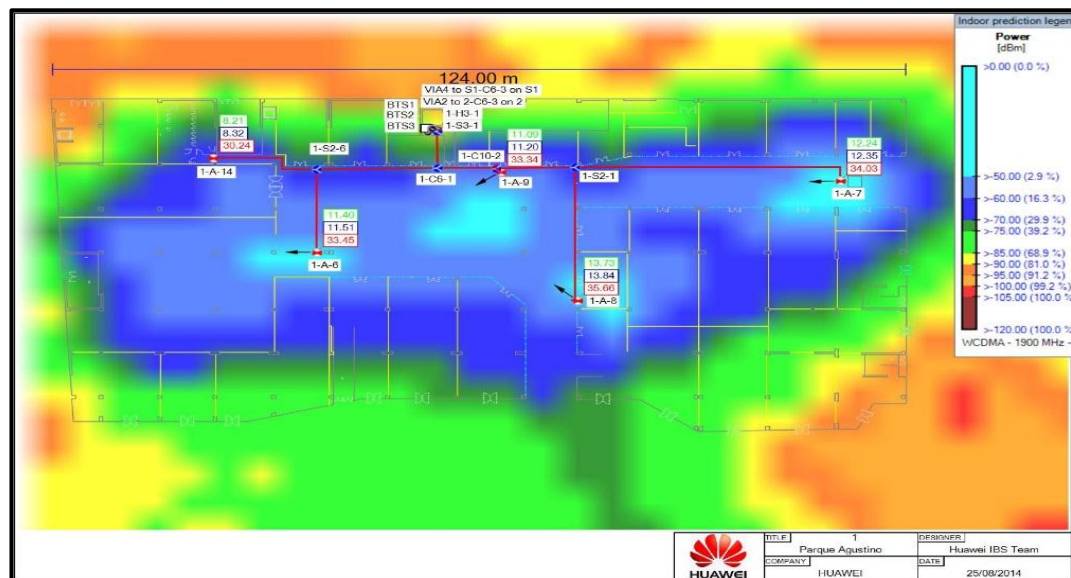 Indoor prediction legen
Power
[dBm]
>0.00 (0.0 %)
>-50.00 (2.9 %)
>-60.00 (16.3 %)
>-70.00 (29.9 %)
>-75.00 (39.2 %)
>-85.00 (68.9 %)
>-90.00 (81.0 %)
>-95.00 (91.2 %)
>-100.00 (99.2 %)
>-105.00 (100.0 %
>-120.00 (100.0 %
WCDMA - 1900 MHz -
124.00 m
VIA4 to S1-C6-3 on S1
VIA2 to 2-C6-3 on 2
BTS1
BTS2
BTS3
1-H3-1
1-S3-1
8.21
8.32
30.24
1-A-14
1-S2-6
1-C6-1
1-C10-2
11.09
11.20
33.34
1-A-9
1-S2-1
12.24
12.35
34.03
1-A-7
11.40
11.51
33.45
1-A-6
13.73
13.84
35.66
1-A-8
HUAWEI
TITLE 1
Parque Agustino
DESIGNER
Huawei IBS Team
COMPANY
HUAWEI
DATE
25/08/2014